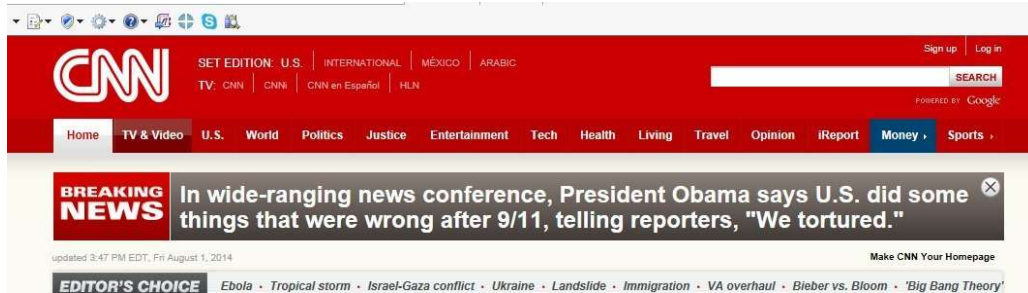 CNN
SET EDITION: U.S. INTERNATIONAL MÉXICO ARABIC
TV: CNN CNNi CNN en Español HLN
Sign up Log in
SEARCH
POWERED BY Google
Home TV & Video U.S. World Politics Justice Entertainment Tech Health Living Travel Opinion iReport Money Sports
BREAKING NEWS
In wide-ranging news conference, President Obama says U.S. did some
things that were wrong after 9/11, telling reporters, "We tortured."
updated 3:47 PM EDT, Fri August 1, 2014
Make CNN Your Homepage
EDITOR'S CHOICE Ebola • Tropical storm • Israel-Gaza conflict • Ukraine • Landslide • Immigration • VA overhaul • Bieber vs. Bloom • 'Big Bang Theory'